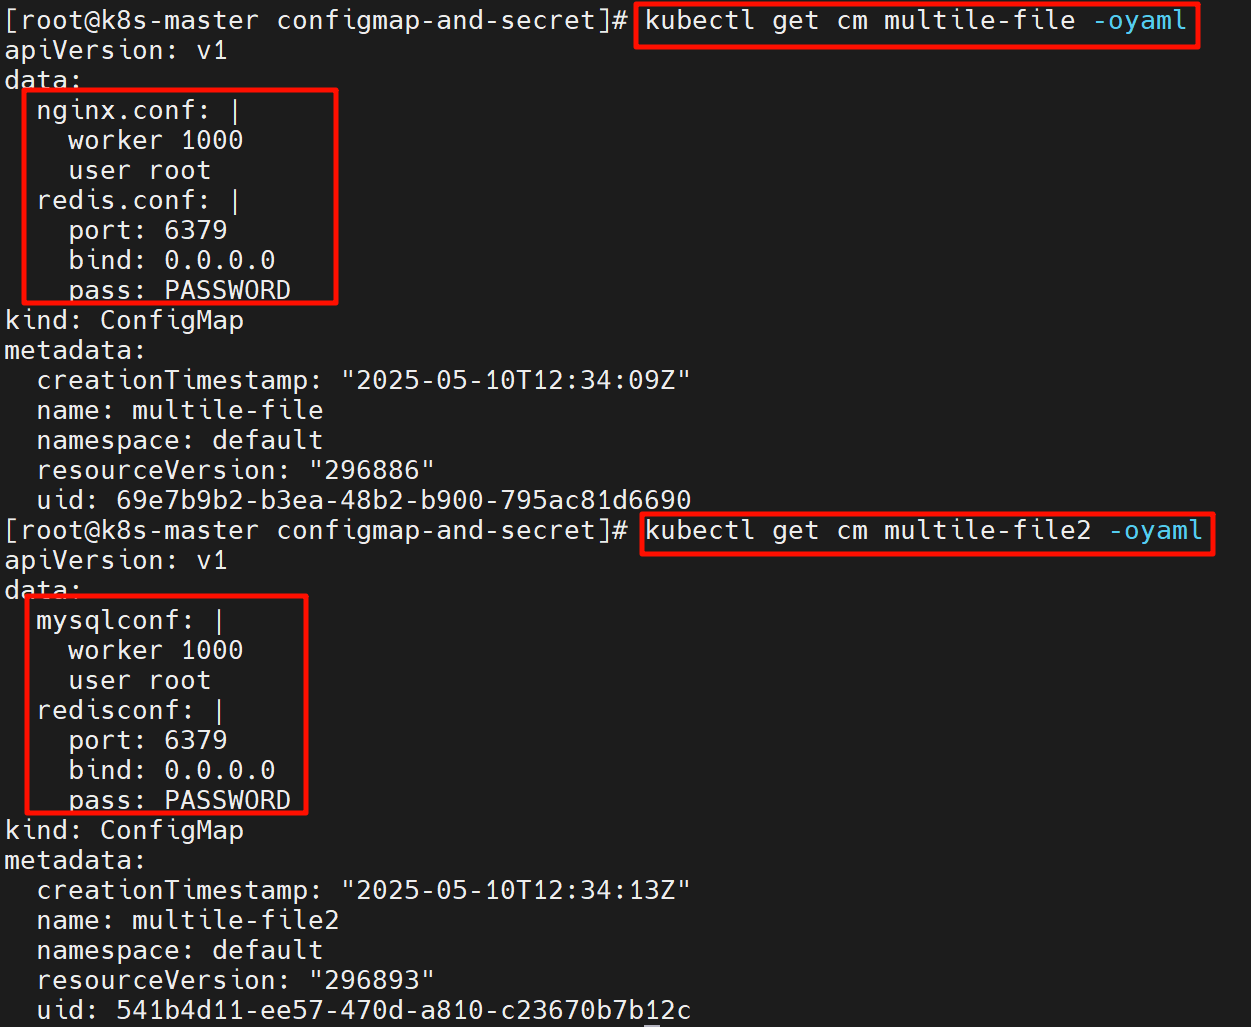 [root@k8s-master configmap-and-secret]# kubectl get cm multile-file -oyaml
apiVersion: v1
data:
  nginx.conf: |
    worker 1000
    user root
  redis.conf: |
    port: 6379
    bind: 0.0.0.0
    pass: PASSWORD
kind: ConfigMap
metadata:
  creationTimestamp: "2025-05-10T12:34:09Z"
  name: multile-file
  namespace: default
  resourceVersion: "296886"
  uid: 69e7b9b2-b3ea-48b2-b900-795ac81d6690
[root@k8s-master configmap-and-secret]# kubectl get cm multile-file2 -oyaml
apiVersion: v1
data:
  mysqlconf: |
    worker 1000
    user root
  redisconf: |
    port: 6379
    bind: 0.0.0.0
    pass: PASSWORD
kind: ConfigMap
metadata:
  creationTimestamp: "2025-05-10T12:34:13Z"
  name: multile-file2
  namespace: default
  resourceVersion: "296893"
  uid: 541b4d11-ee57-470d-a810-c23670b7b12c